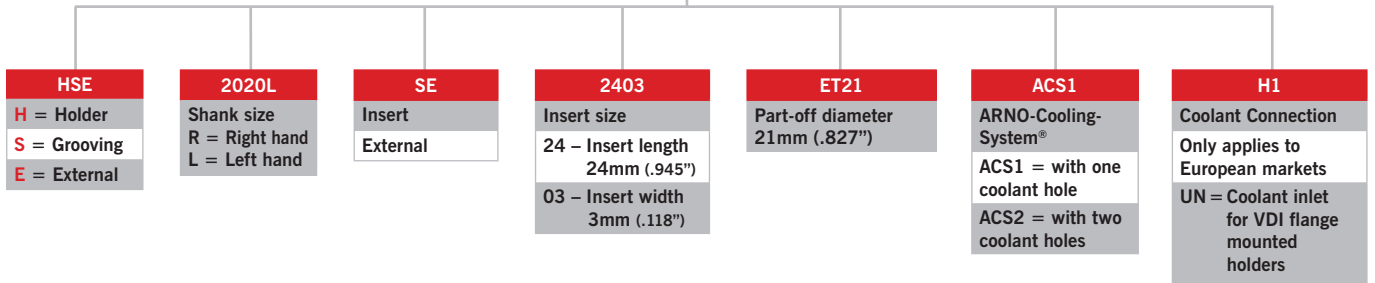 HSE
H = Holder
S = Grooving
E = External
2020L
Shank size
R = Right hand
L = Left hand
SE
Insert
External
2403
Insert size
24 – Insert length
24mm (.945”)
03 – Insert width
3mm (.118”)
ET21
Part-off diameter
21mm (.827”)
ACS1
ARNO-Cooling-
System®
ACS1 = with one
coolant hole
ACS2 = with two
coolant holes
H1
Coolant Connection
Only applies to
European markets
UN = Coolant inlet
for VDI flange
mounted
holders